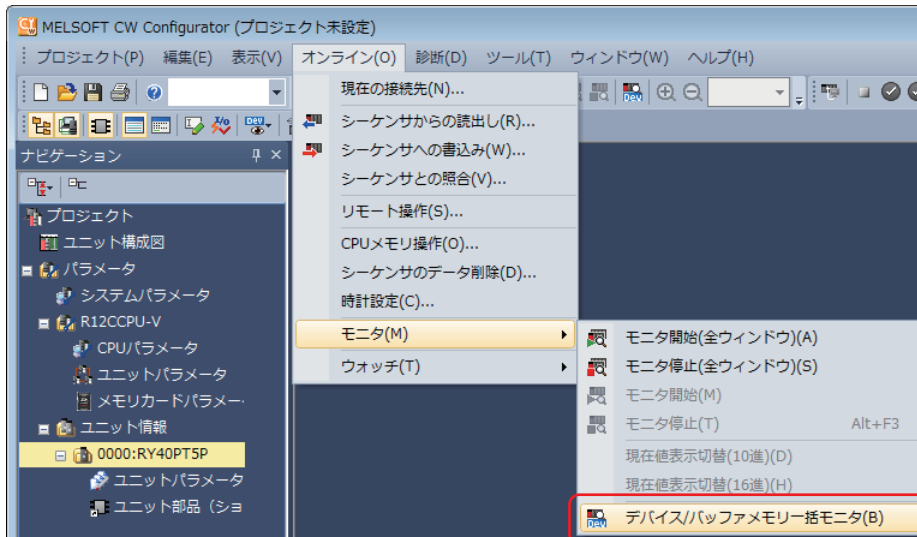 MELSOFT CW Configurator (プロジェクト未設定)
プロジェクト(P) 編集(E) 表示(V) オンライン(O) 診断(D) ツール(T) ウィンドウ(W) ヘルプ(H)
現在の接続先(N)...
シーケンサからの読出し(R)...
シーケンサへの書込み(W)...
シーケンサとの照合(V)...
リモート操作(S)...
CPUメモリ操作(O)...
シーケンサのデータ削除(D)...
時計設定(C)...
モニタ(M)
ウォッチ(T)
モニタ開始(全ウィンドウ)(A)
モニタ停止(全ウィンドウ)(S)
モニタ開始(M)
モニタ停止(T) Alt+F3
現在値表示切替(10進)(D)
現在値表示切替(16進)(H)
デバイス/バッファメモリ一括モニタ(B)
ナビゲーション
プロジェクト
ユニット構成図
パラメータ
システムパラメータ
R12CCPU-V
CPUパラメータ
ユニットパラメータ
メモリカードパラメー
ユニット情報
0000:RY40PT5P
ユニットパラメータ
ユニット部品（ショ